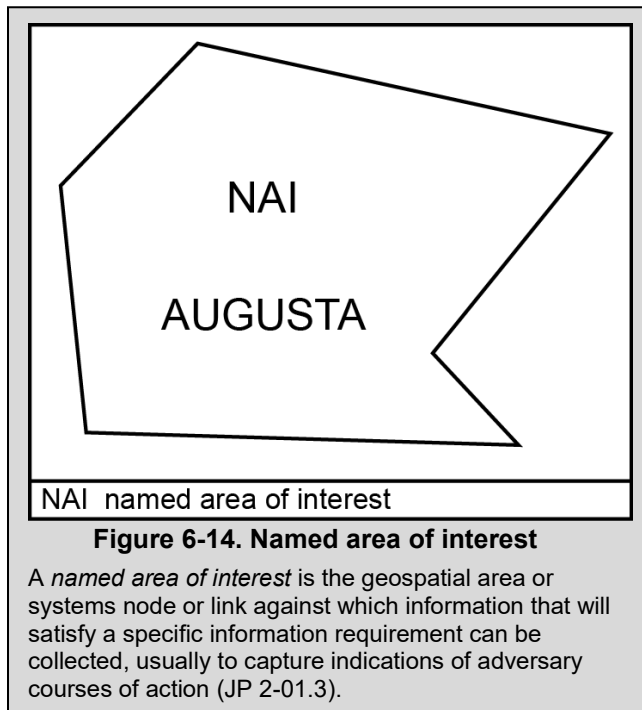 NAI
AUGUSTA
NAI named area of interest
Figure 6-14. Named area of interest
A named area of interest is the geospatial area or
systems node or link against which information that will
satisfy a specific information requirement can be
collected, usually to capture indications of adversary
courses of action (JP 2-01.3).